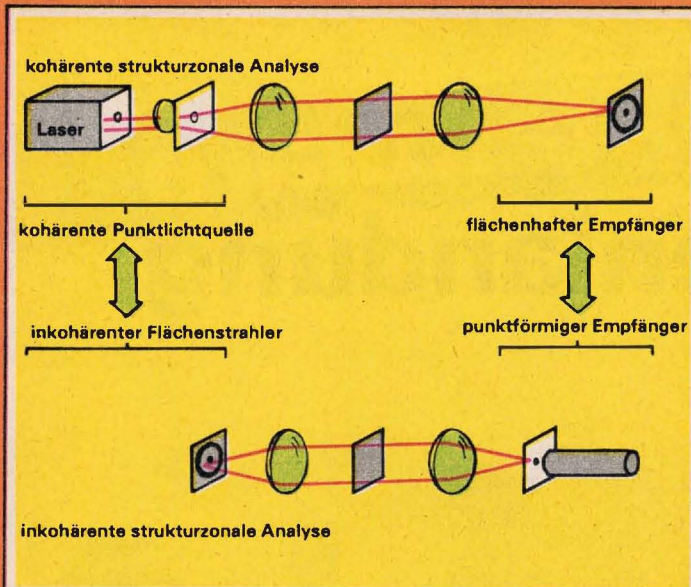 kohärente strukturzonale Analyse
Laser
kohärente Punktlichtquelle
flächenhafter Empfänger
inkohärenter Flächenstrahler
punktförmiger Empfänger
inkohärente strukturzonale Analyse